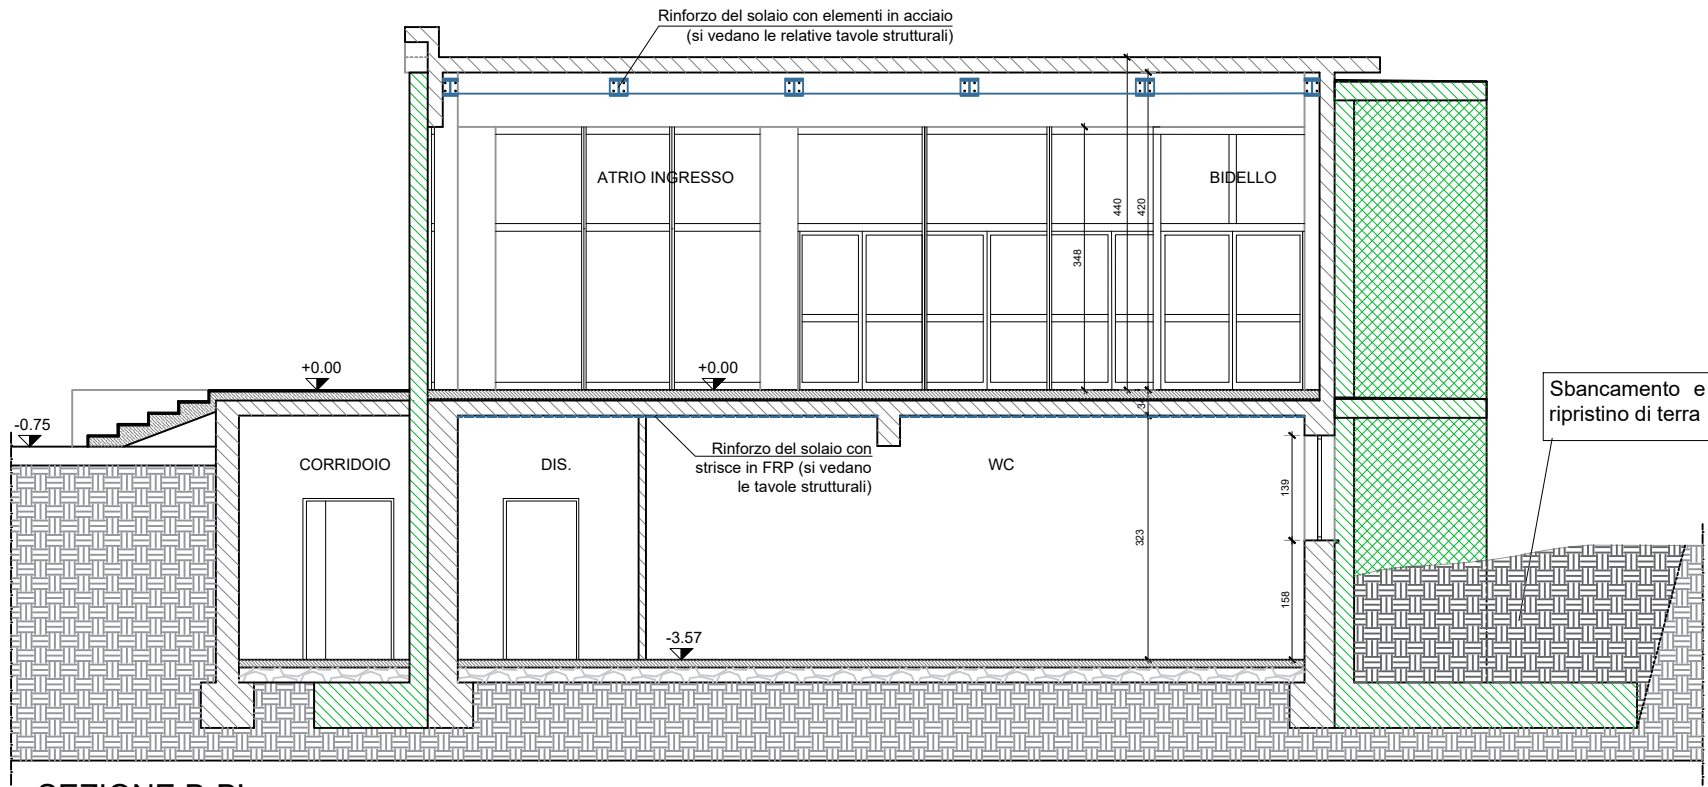 Rinforzo del solaio con elementi in acciaio
(si vedano le relative tavole strutturali)
ATRIO INGRESSO
BIDELLO
440
420
348
+0.00
+0.00
-0.75
Sbancamento e
ripristino di terra
Rinforzo del solaio con
strisce in FRP (si vedano
le tavole strutturali)
CORRIDOIO
DIS.
WC
139
323
158
-3.57